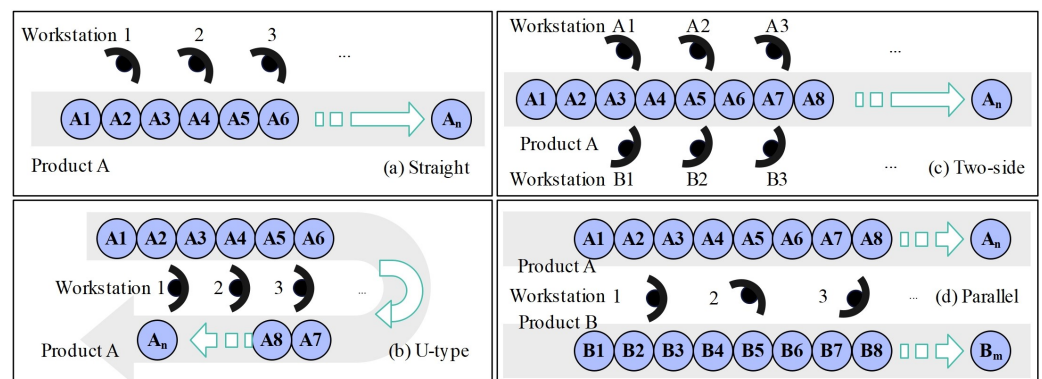 Workstation 1 2 3 ...
A1 A2 A3 A4 A5 A6 An
Product A (a) Straight
Workstation A1 A2 A3 ...
A1 A2 A3 A4 A5 A6 A7 A8 An
Product A
Workstation B1 B2 B3 ... (c) Two-side
A1 A2 A3 A4 A5 A6
Workstation 1 2 3 ...
Product A An A8 A7 (b) U-type
A1 A2 A3 A4 A5 A6 A7 A8 An
Product A
Workstation 1 2 3 ... (d) Parallel
Product B
B1 B2 B3 B4 B5 B6 B7 B8 Bm